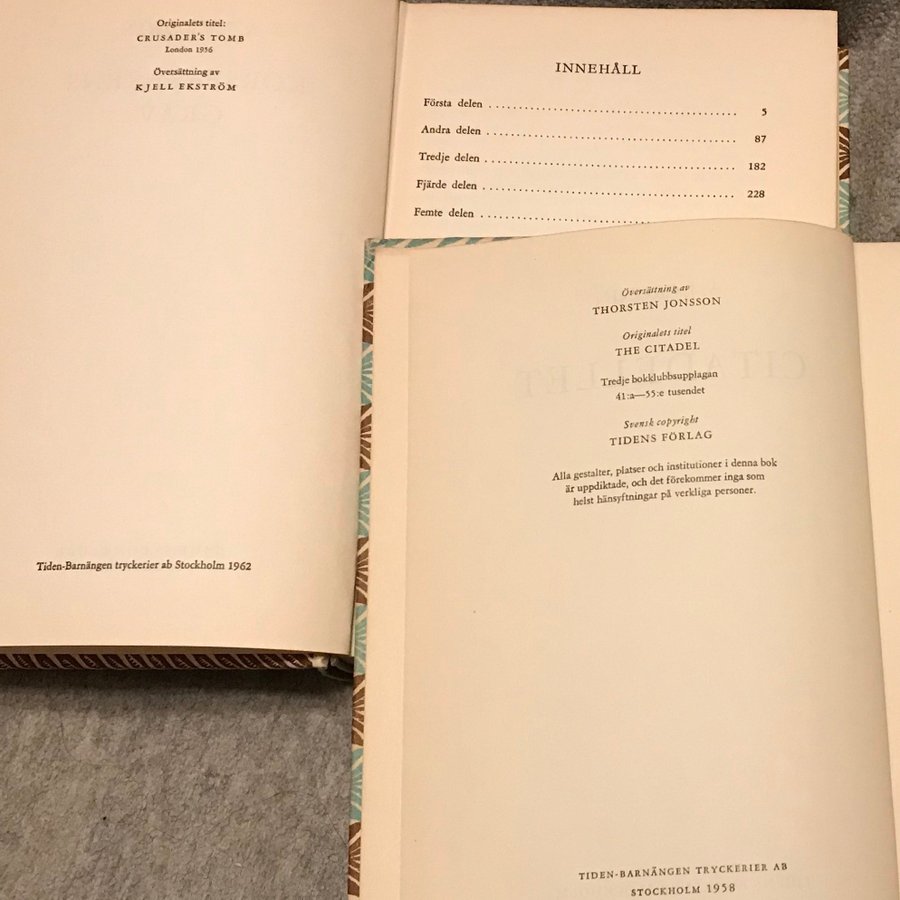 Originalets titel:
CRUSADER'S TOMB
London 1956
Översättning av
KJELL EKSTRÖM
Tiden-Barnängen tryckerier ab Stockholm 1962
INNEHÅLL
Första delen 5
Andra delen 87
Tredje delen 182
Fjärde delen 228
Femte delen
Översättning av
THORSTEN JONSSON
Originalets titel
THE CITADEL
Tredje bokklubbsupplagan
41:a—55:e tusendet
Svensk copyright
TIDENS FÖRLAG
Alla gestalter, platser och institutioner i denna bok
är uppdiktade, och det förekommer inga som
helst hänsyftningar på verkliga personer.
TIDEN-BARNÄNGEN TRYCKERIER AB
STOCKHOLM 1958